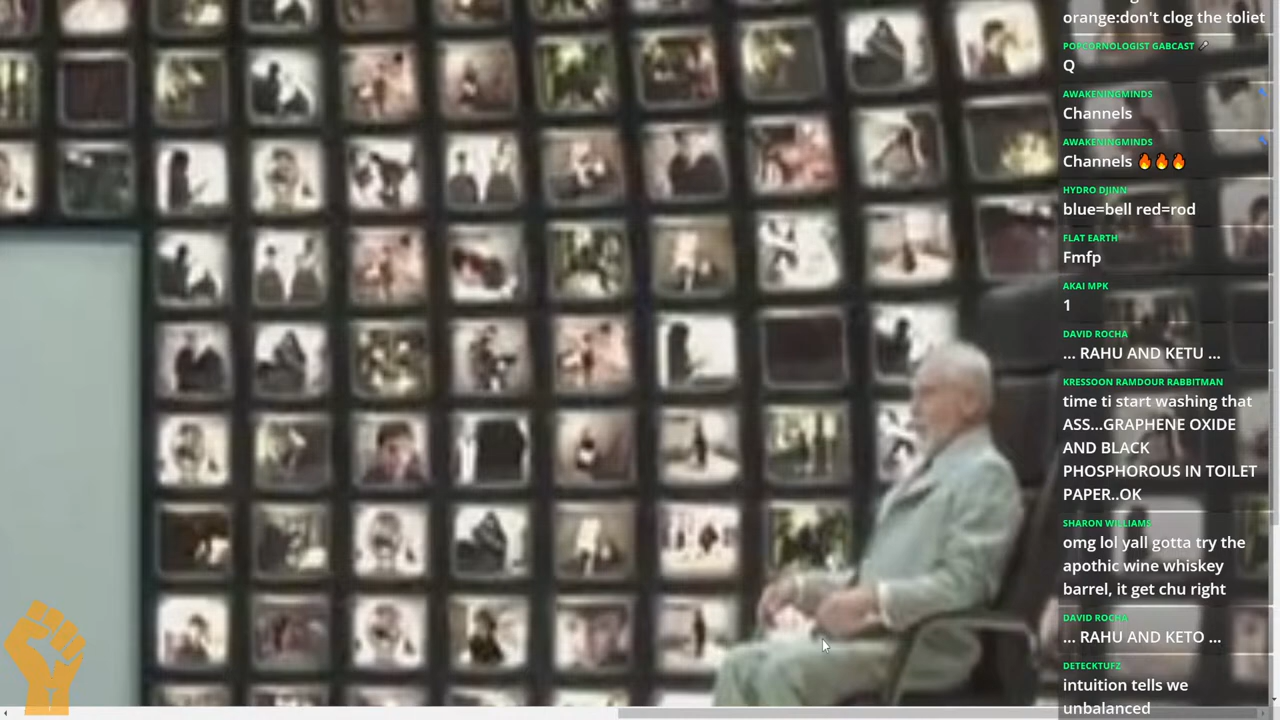 orange:don't clog the toliet
POPCORNOLOGIST GABCAST
Q
AWAKENINGMINDS
Channels
AWAKENINGMINDS
Channels 🔥🔥🔥
HYDRO DJINN
blue=bell red=rod
FLAT EARTH
Fmfp
AKAI MPK
1
DAVID ROCHA
... RAHU AND KETU ...
KRESSOON RAMDOUR RABBITMAN
time ti start washing that
ASS...GRAPHENE OXIDE
AND BLACK
PHOSPHOROUS IN TOILET
PAPER..OK
SHARON WILLIAMS
omg lol yall gotta try the
apothic wine whiskey
barrel, it get chu right
DAVID ROCHA
... RAHU AND KETO ...
DETECKTUFZ
intuition tells we
unbalanced